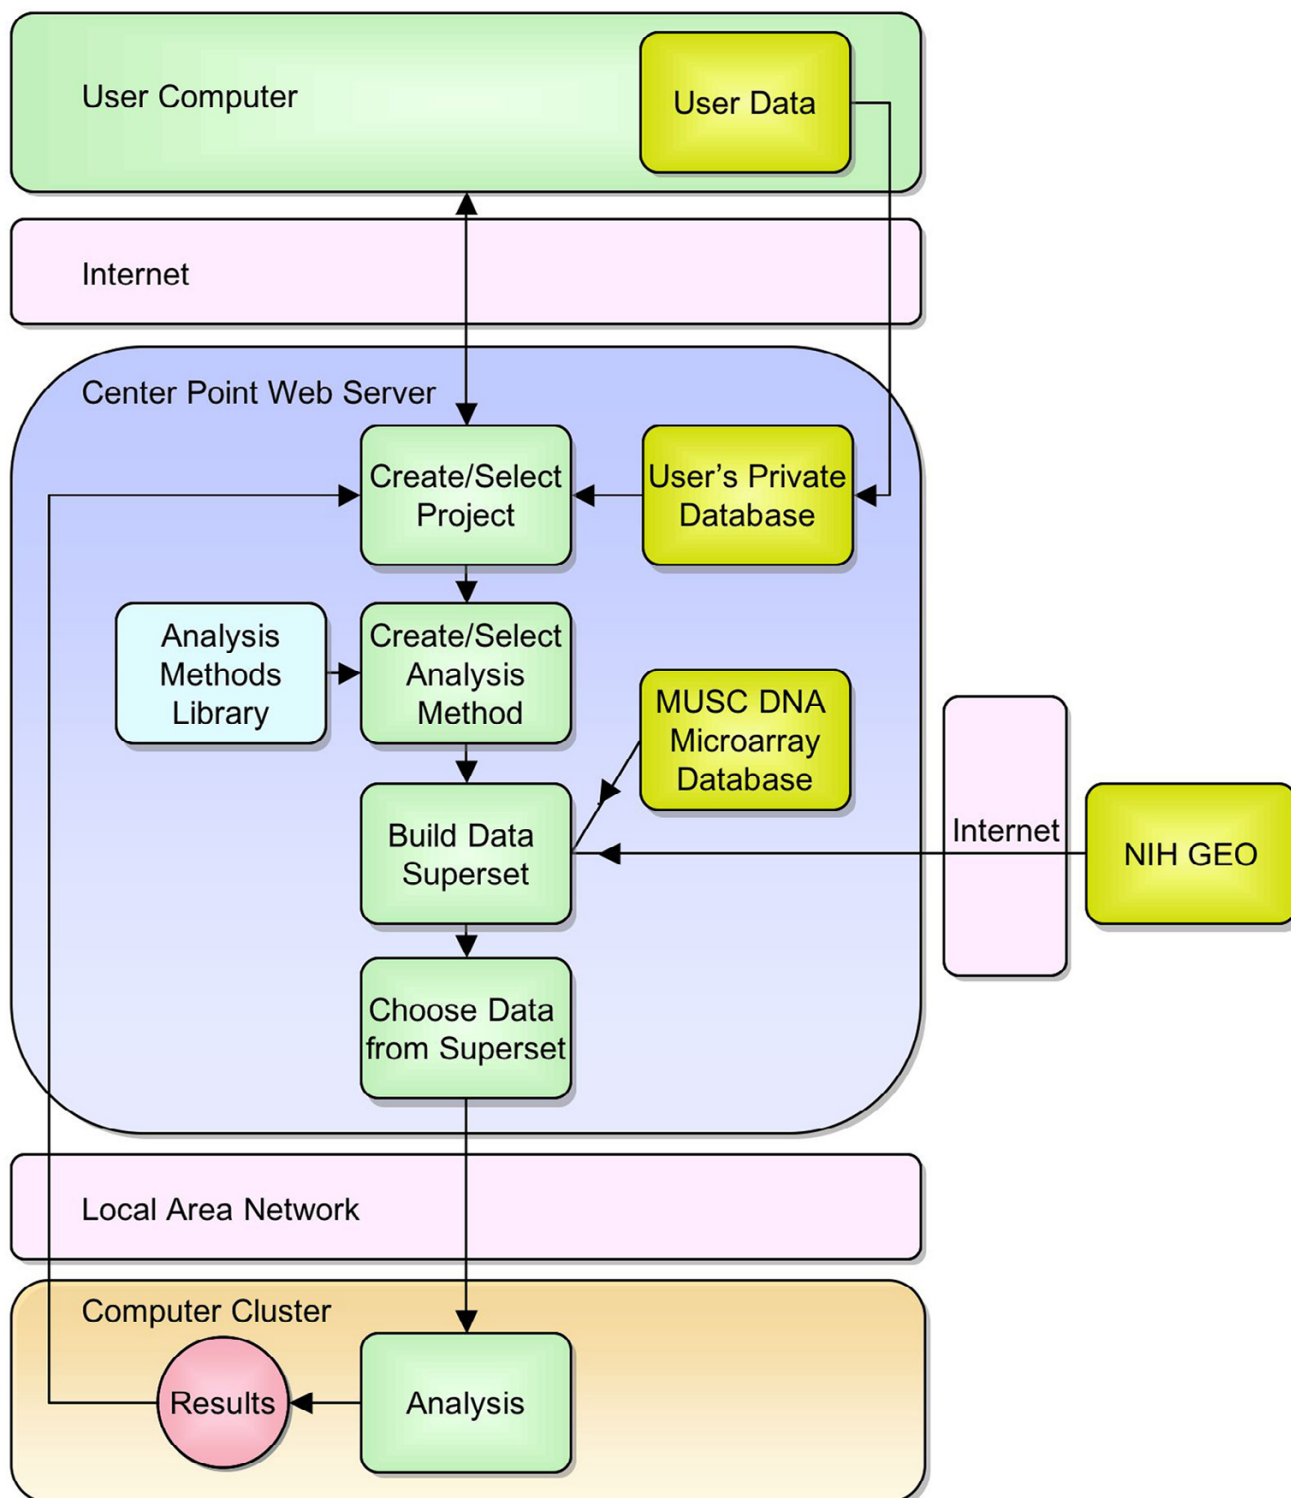 User Computer
User Data
Internet
Center Point Web Server
Create/Select
Project
User’s Private
Database
Analysis
Methods
Library
Create/Select
Analysis
Method
MUSC DNA
Microarray
Database
Build Data
Superset
Internet
NIH GEO
Choose Data
from Superset
Local Area Network
Computer Cluster
Results
Analysis